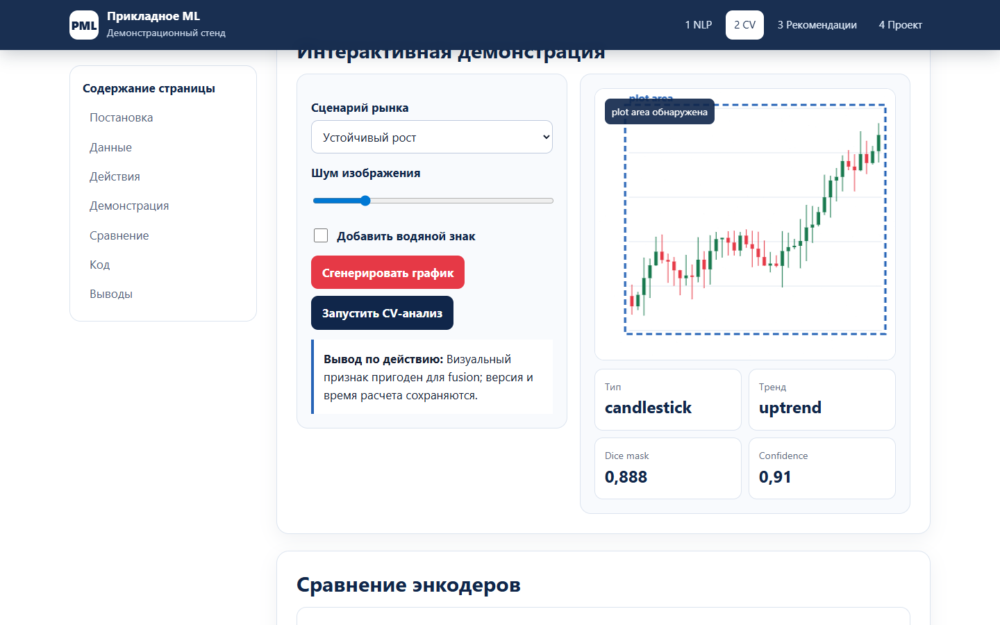 PML
Прикладное ML
Демонстрационный стенд
1 NLP
2 CV
3 Рекомендации
4 Проект
Содержание страницы
Постановка
Данные
Действия
Демонстрация
Сравнение
Код
Выводы
Интерактивная демонстрация
Сценарий рынка
Устойчивый рост
Шум изображения
Добавить водяной знак
Сгенерировать график
Запустить CV-анализ
Вывод по действию: Визуальный
признак пригоден для fusion; версия и
время расчета сохраняются.
plot area
plot area обнаружена
Тип
candlestick
Тренд
uptrend
Dice mask
0,888
Confidence
0,91
Сравнение энкодеров